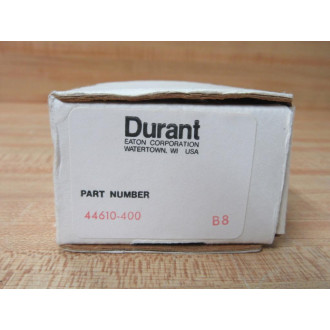 Durant
EATON CORPORATION
WATERTOWN, WI USA
PART NUMBER
44610-400 B8